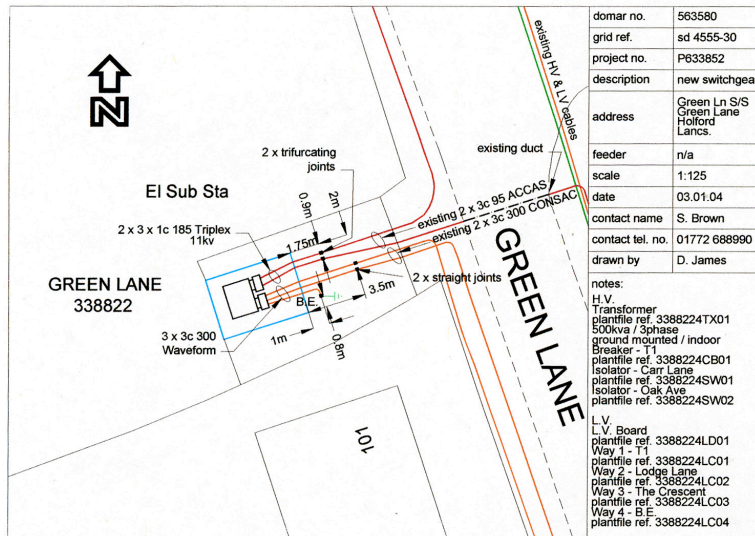 N
El Sub Sta
2 x trifurcating
joints
2m
0.9m
2 x 3 x 1c 185 Triplex
11kv
1.75m
GREEN LANE
338822
B.E.
3 x 3c 300
Waveform
1m
0.8m
3.5m
2 x straight joints
existing 2 x 3c 95 ACCAS
existing 2 x 3c 300 CONSAC
existing duct
existing HV & LV cables
GREEN LANE
101
domar no. 563580
grid ref. sd 4555-30
project no. P633852
description new switchgea
address Green Ln S/S
Green Lane
Holford
Lancs.
feeder n/a
scale 1:125
date 03.01.04
contact name S. Brown
contact tel. no. 01772 688990
drawn by D. James
notes:
H.V.
Transformer
plantfile ref. 3388224TX01
500kva / 3phase
ground mounted / indoor
Breaker - T1
plantfile ref. 3388224CB01
Isolator - Carr Lane
plantfile ref. 3388224SW01
Isolator - Oak Ave
plantfile ref. 3388224SW02
L.V.
L.V. Board
plantfile ref. 3388224LD01
Way 1 - T1
plantfile ref. 3388224LC01
Way 2 - Lodge Lane
plantfile ref. 3388224LC02
Way 3 - The Crescent
plantfile ref. 3388224LC03
Way 4 - B.E.
plantfile ref. 3388224LC04